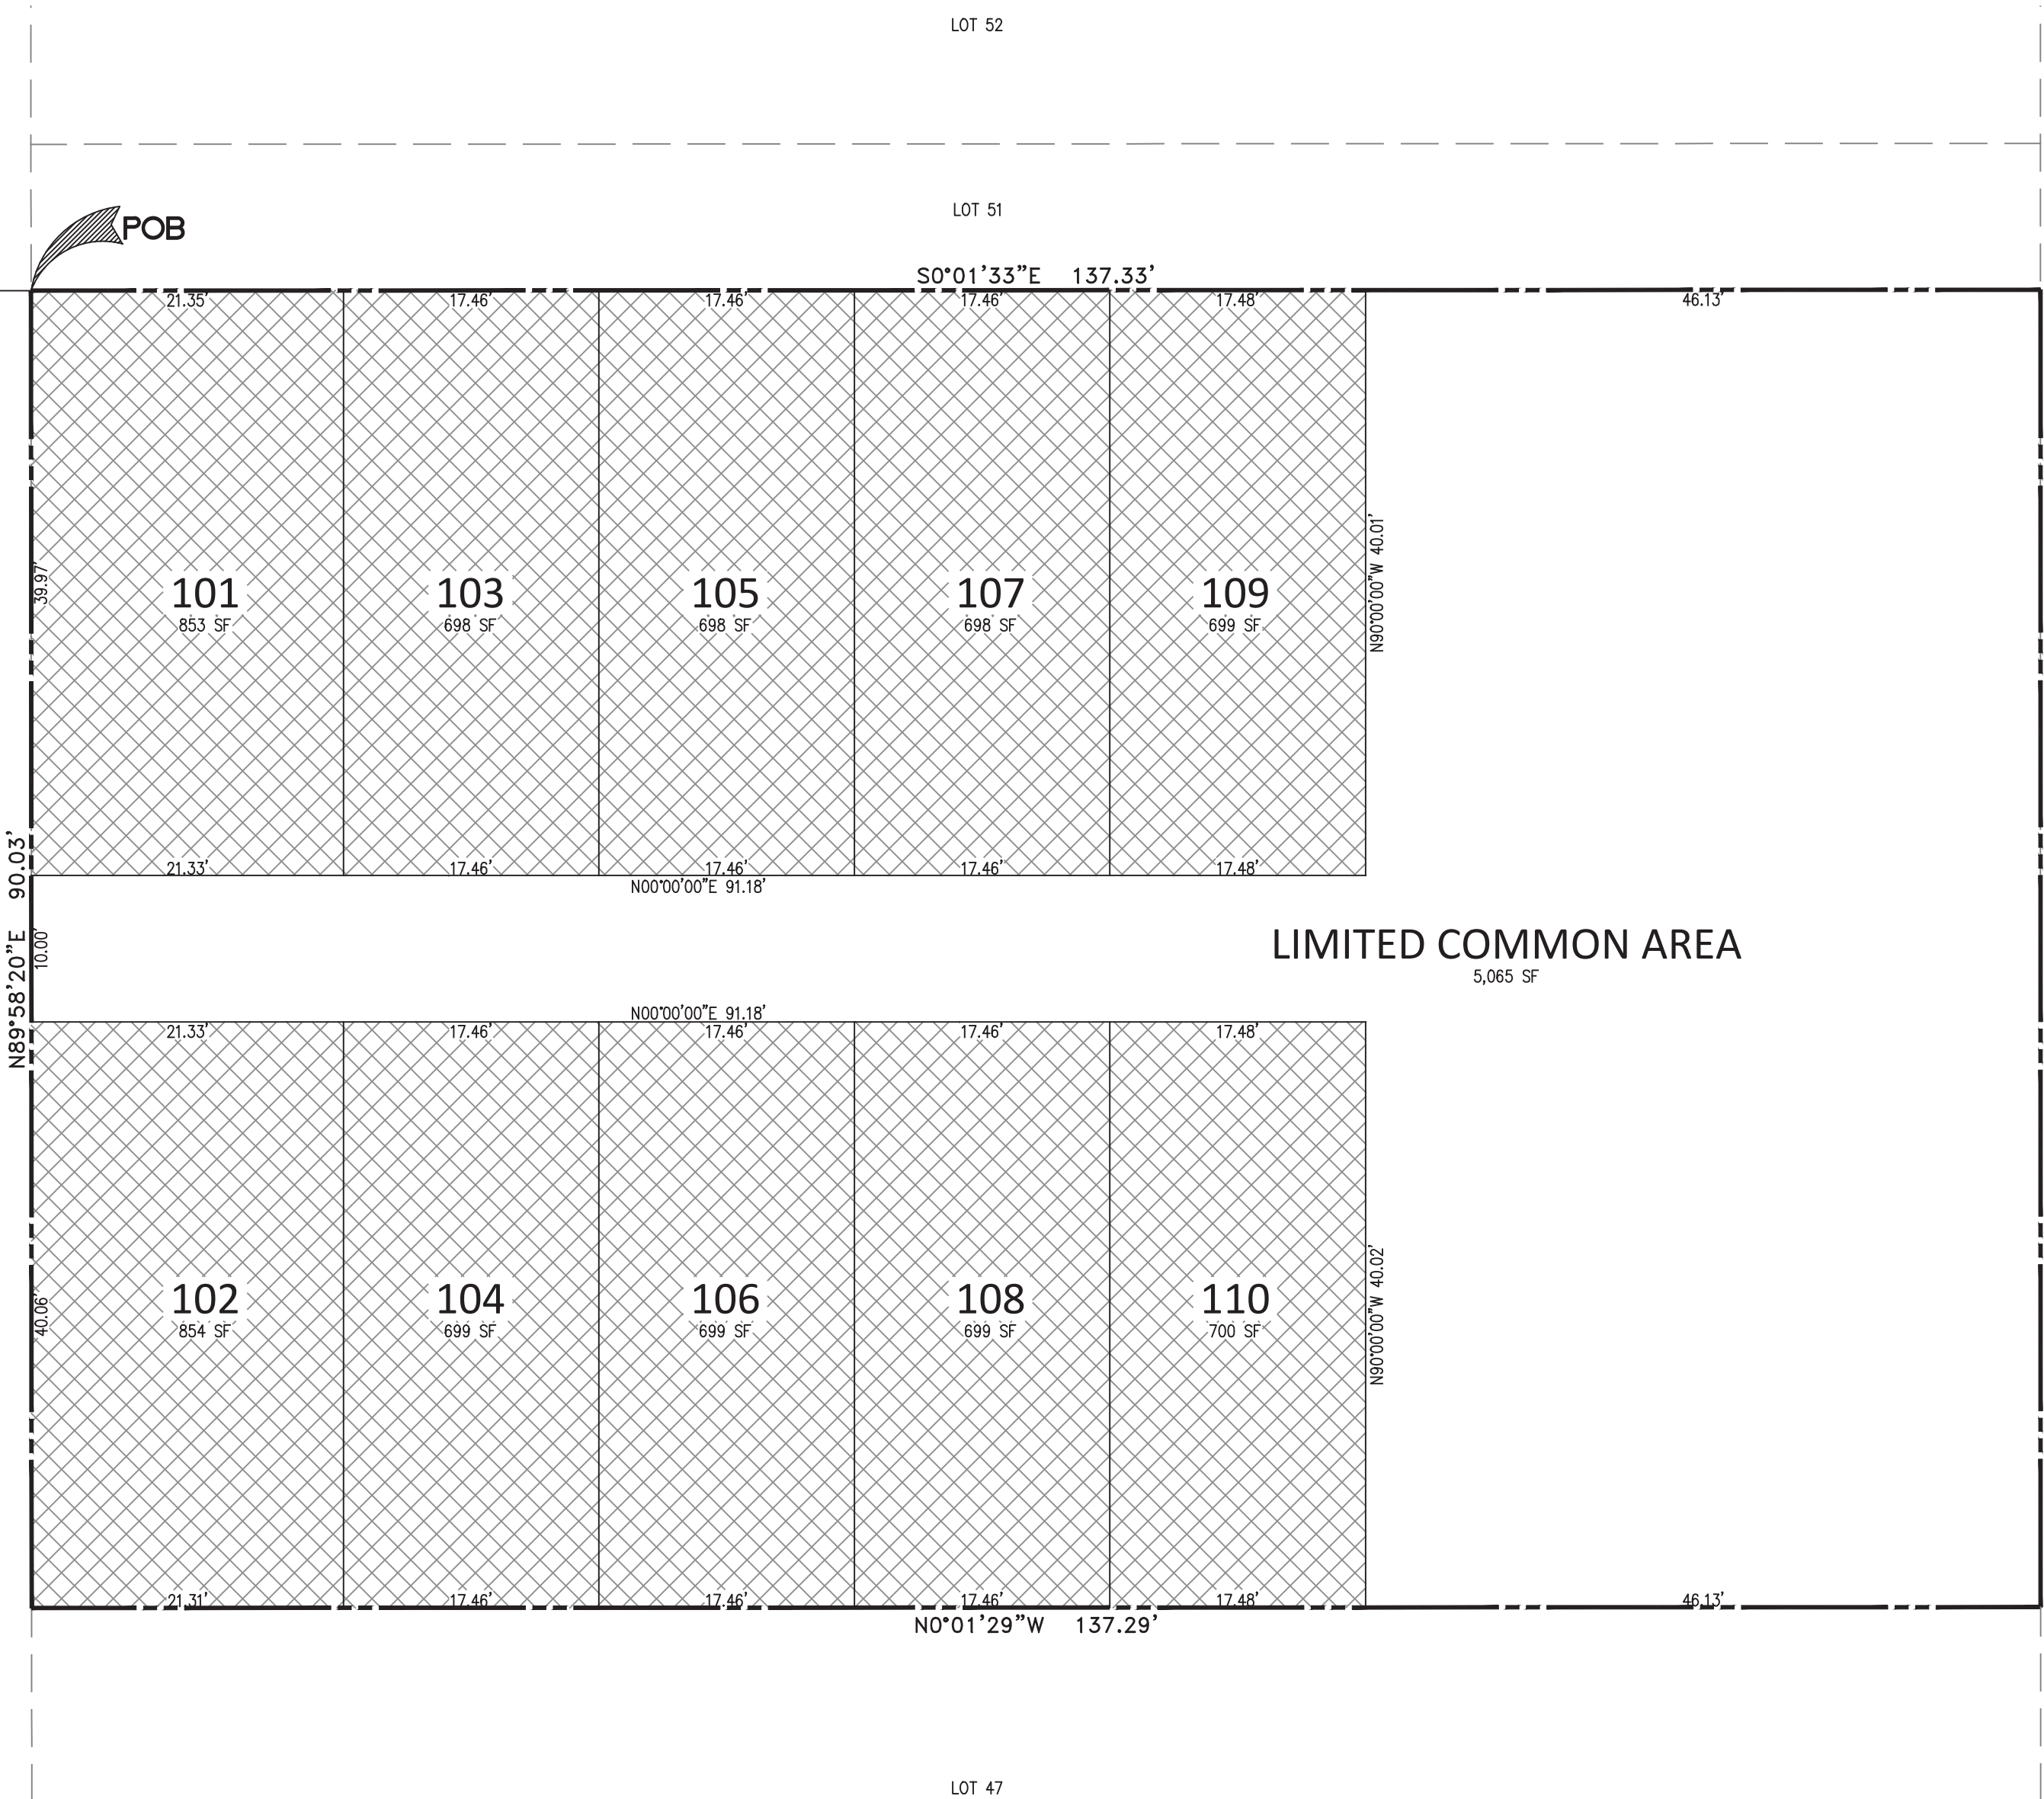 LOT 52
LOT 51
POB
S0°01'33"E 137.33'
21.35'
17.46'
17.46'
17.46'
17.48'
46.13'
39.97'
101
853 SF
103
698 SF
105
698 SF
107
698 SF
109
699 SF
N90°00'00"W 40.01'
21.33'
17.46'
17.46'
17.46'
17.48'
N00°00'00"E 91.18'
N89°58'20"E 90.03'
10.00'
LIMITED COMMON AREA
5,065 SF
N00°00'00"E 91.18'
21.33'
17.46'
17.46'
17.46'
17.48'
40.06'
102
854 SF
104
699 SF
106
699 SF
108
699 SF
110
700 SF
N90°00'00"W 40.02'
21.31'
17.46'
17.46'
17.46'
17.48'
46.13'
N0°01'29"W 137.29'
LOT 47